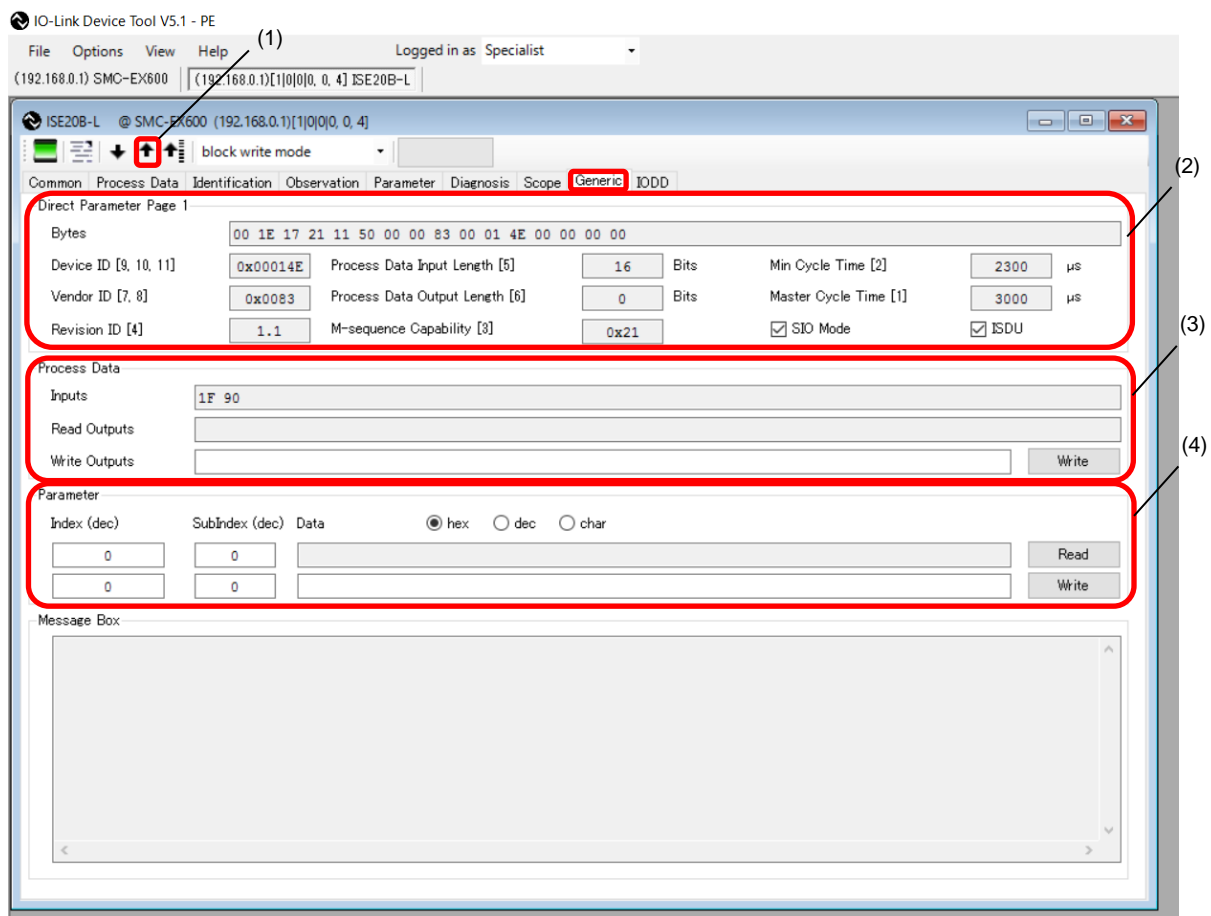 IO-Link Device Tool V5.1 - PE
(1)
File Options View Help Logged in as Specialist
(192.168.0.1) SMC-EX600 (192.168.0.1)[1|0|0|0, 0, 4] ISE20B-L
ISE20B-L @ SMC-EX600 (192.168.0.1)[1|0|0|0, 0, 4]
block write mode
Common Process Data Identification Observation Parameter Diagnosis Scope Generic IODD
(2)
Direct Parameter Page 1
Bytes 00 1E 17 21 11 50 00 00 83 00 01 4E 00 00 00 00
Device ID [9, 10, 11] 0x00014E Process Data Input Length [5] 16 Bits Min Cycle Time [2] 2300 µs
Vendor ID [7, 8] 0x0083 Process Data Output Length [6] 0 Bits Master Cycle Time [1] 3000 µs
Revision ID [4] 1.1 M-sequence Capability [3] 0x21 SIO Mode ISDU
(3)
Process Data
Inputs 1F 90
Read Outputs
(4)
Write Outputs Write
Parameter
Index (dec) SubIndex (dec) Data hex dec char
0 0 Read
0 0 Write
Message Box